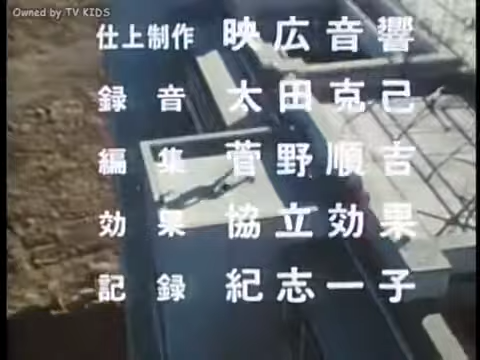 Owned by TV KIDS
仕上制作 映広音響
録音 太田克己
編集 菅野順吉
効果 協立効果
記録 紀志一子